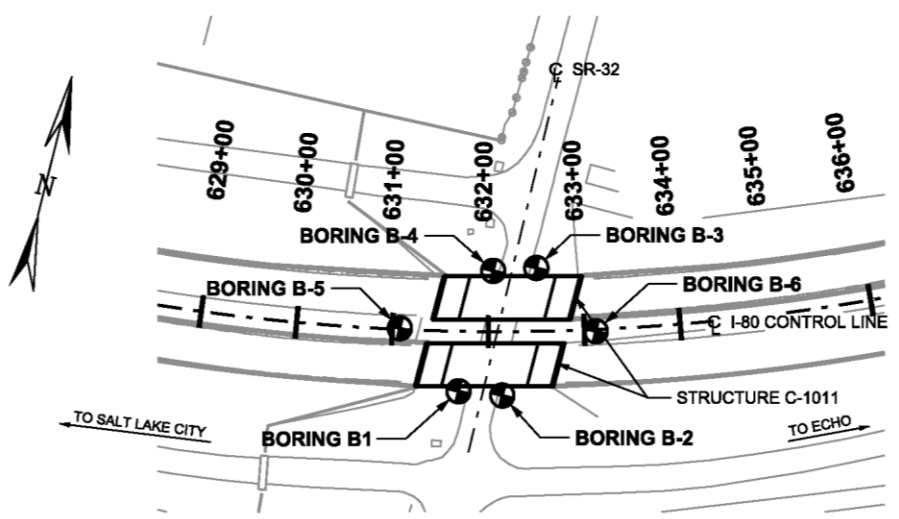 ℄ SR-32
629+00
630+00
631+00
632+00
633+00
634+00
635+00
636+00
N
BORING B-4
BORING B-3
BORING B-5
BORING B-6
℄ I-80 CONTROL LINE
STRUCTURE C-1011
TO SALT LAKE CITY
BORING B1
BORING B-2
TO ECHO